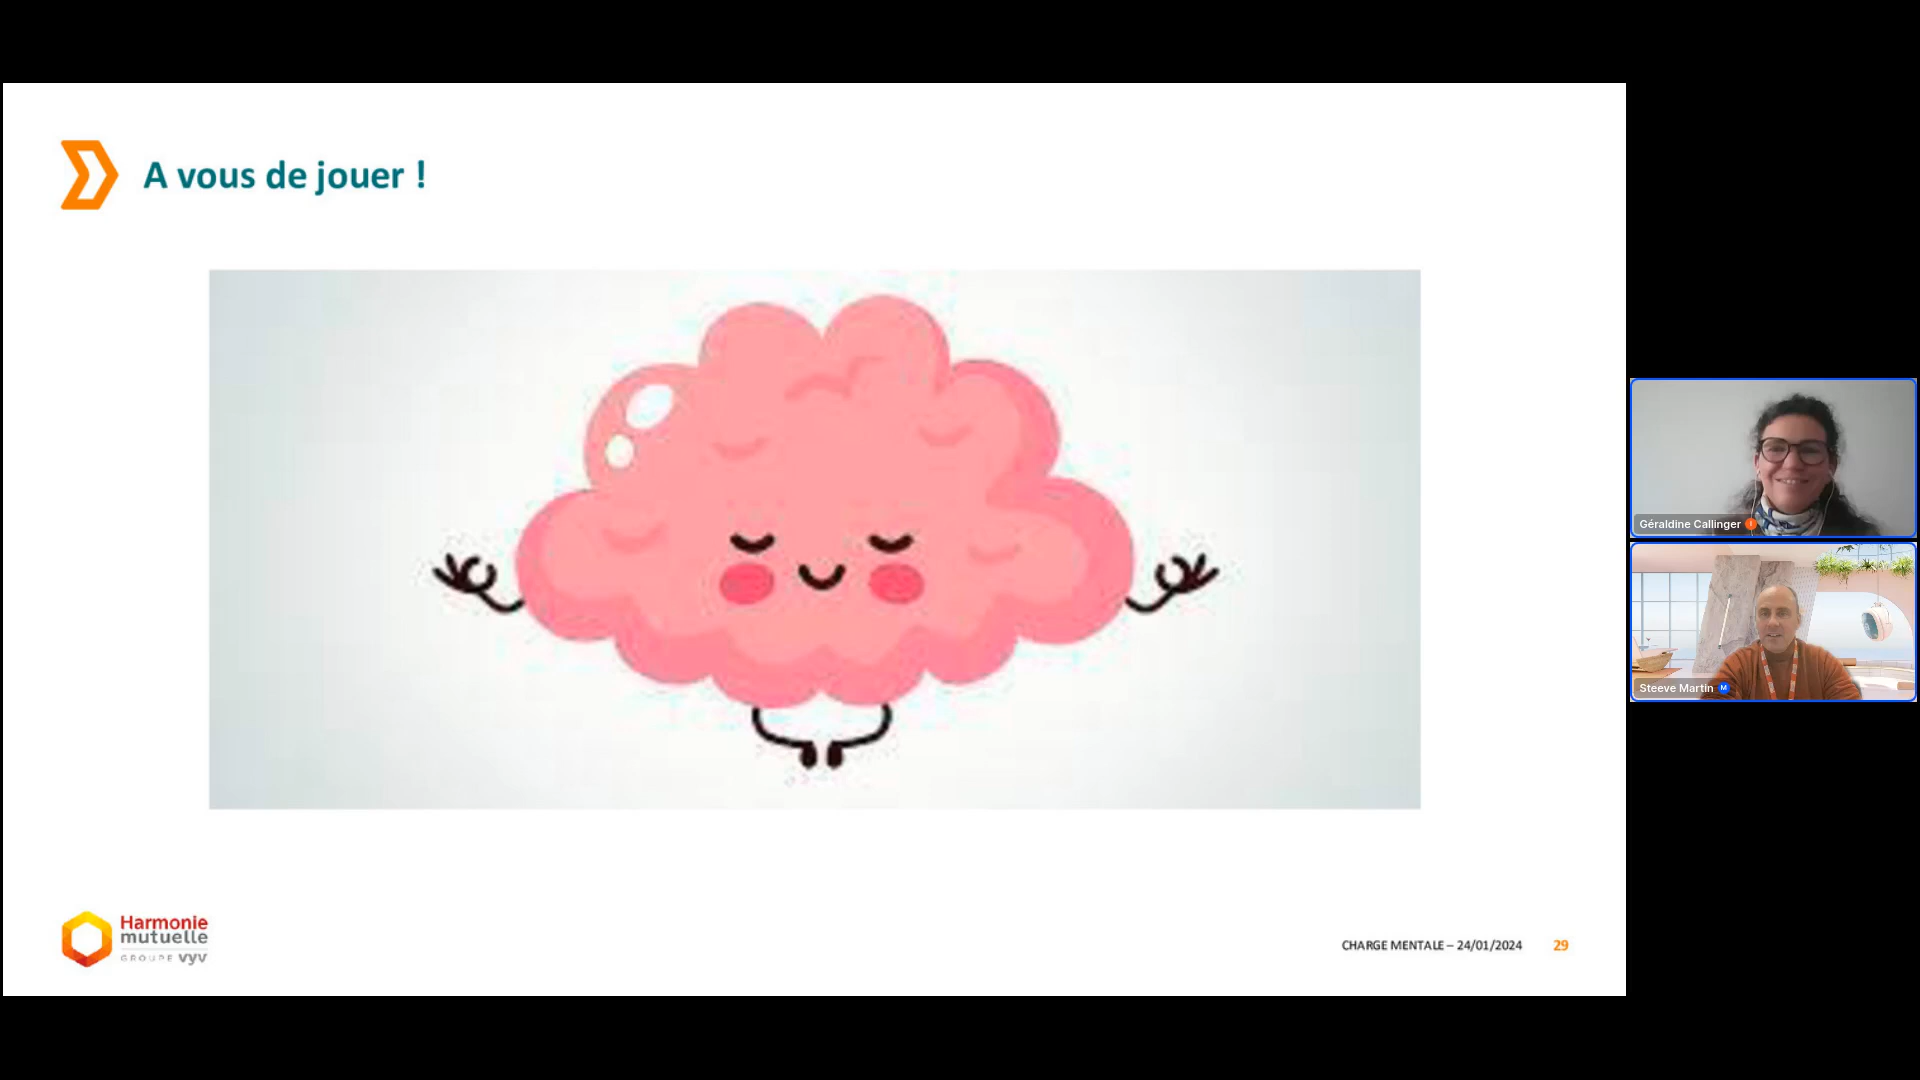 A vous de jouer !
Géraldine Callinger
Steeve Martin M
Harmonie
mutuelle
GROUPE vyv
CHARGE MENTALE – 24/01/2024 29